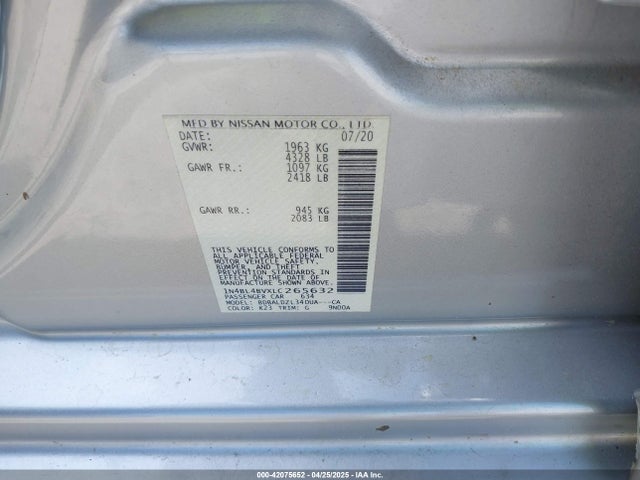 MFD BY NISSAN MOTOR CO., LTD
DATE: 07/20
GVWR: 1963 KG
4328 LB
GAWR FR.: 1097 KG
2418 LB
GAWR RR.: 945 KG
2083 LB
THIS VEHICLE CONFORMS TO
ALL APPLICABLE FEDERAL
MOTOR VEHICLE SAFETY,
BUMPER, AND THEFT
PREVENTION STANDARDS IN
EFFECT ON THE DATE OF
MANUFACTURE SHOWN ABOVE.
1N4BL4BVXLC265632
PASSENGER CAR 634
MODEL: BDBALDZL34DUA----CA
COLOR: K23 TRIM: G 9N00A
000-42075652 - 04/25/2025 - IAA Inc.